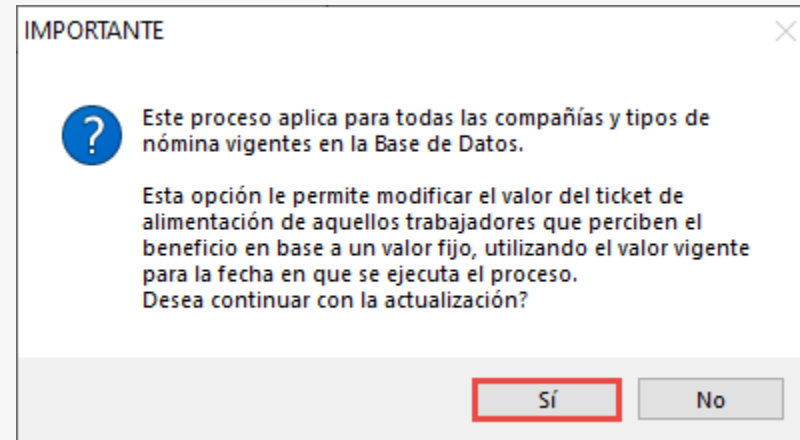 IMPORTANTE
?
Este proceso aplica para todas las compañías y tipos de
nómina vigentes en la Base de Datos.
Esta opción le permite modificar el valor del ticket de
alimentación de aquellos trabajadores que perciben el
beneficio en base a un valor fijo, utilizando el valor vigente
para la fecha en que se ejecuta el proceso.
Desea continuar con la actualización?
Sí
No